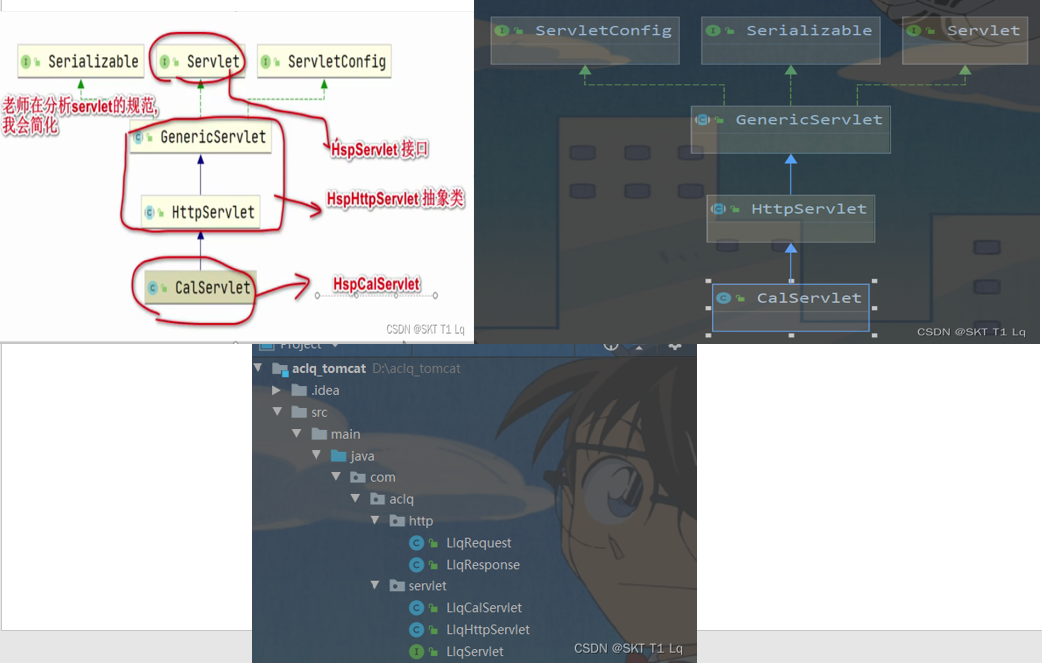 Serializable
Servlet
ServletConfig
老师在分析servlet的规范,
我会简化
GenericServlet
HspServlet 接口
HttpServlet
HspHttpServlet 抽象类
CalServlet
HspCalServlet
CSDN @SKT T1 Lq
ServletConfig
Serializable
Servlet
GenericServlet
HttpServlet
CalServlet
CSDN @SKT T1 Lq
Project
aclq_tomcat D:\aclq_tomcat
.idea
src
main
java
com
aclq
http
LlqRequest
LlqResponse
servlet
LlqCalServlet
LlqHttpServlet
LlqServlet
CSDN @SKT T1 Lq